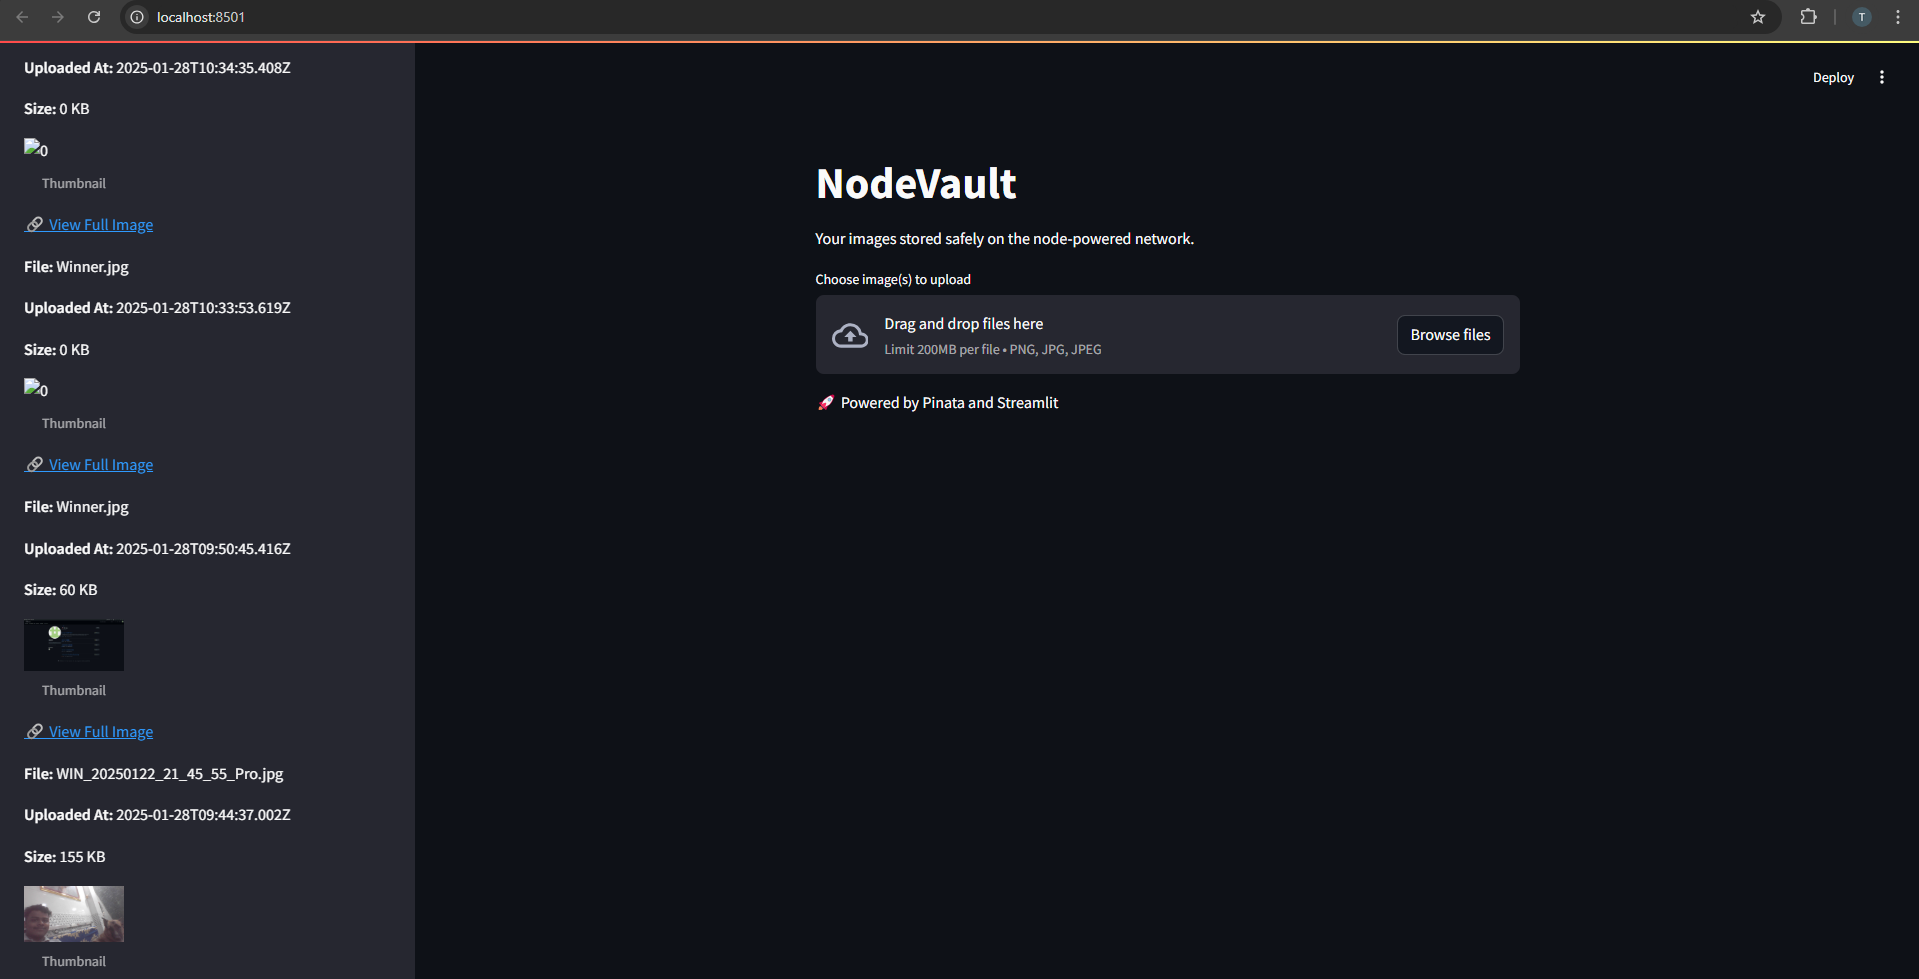 localhost:8501
T
Uploaded At: 2025-01-28T10:34:35.408Z
Size: 0 KB
0
Thumbnail
🔗 View Full Image
File: Winner.jpg
Uploaded At: 2025-01-28T10:33:53.619Z
Size: 0 KB
0
Thumbnail
🔗 View Full Image
File: Winner.jpg
Uploaded At: 2025-01-28T09:50:45.416Z
Size: 60 KB
Thumbnail
🔗 View Full Image
File: WIN_20250122_21_45_55_Pro.jpg
Uploaded At: 2025-01-28T09:44:37.002Z
Size: 155 KB
Thumbnail
Deploy
NodeVault
Your images stored safely on the node-powered network.
Choose image(s) to upload
Drag and drop files here
Limit 200MB per file • PNG, JPG, JPEG
Browse files
🚀 Powered by Pinata and Streamlit